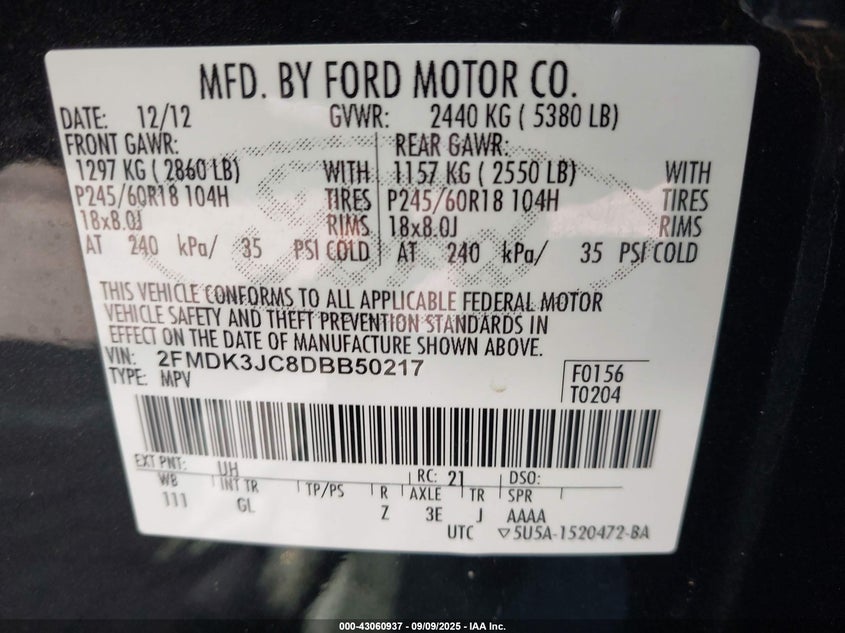 MFD. BY FORD MOTOR CO.
DATE: 12/12 GVWR: 2440 KG ( 5380 LB)
FRONT GAWR: REAR GAWR:
1297 KG ( 2860 LB) WITH 1157 KG ( 2550 LB) WITH
P245/60R18 104H TIRES P245/60R18 104H TIRES
18x8.0J RIMS 18x8.0J RIMS
AT 240 kPa/ 35 PSI COLD AT 240 kPa/ 35 PSI COLD
THIS VEHICLE CONFORMS TO ALL APPLICABLE FEDERAL MOTOR
VEHICLE SAFETY AND THEFT PREVENTION STANDARDS IN
EFFECT ON THE DATE OF MANUFACTURE SHOWN ABOVE.
VIN: 2FMDK3JC8DBB50217
TYPE: MPV
F0156
T0204
EXT PNT: UH RC: 21 DSO:
WB INT TR TP/PS R AXLE TR SPR
111 GL Z 3E J AAAA
UTC ▽5U5A-1520472-BA
000-43060937 - 09/09/2025 - IAA Inc.